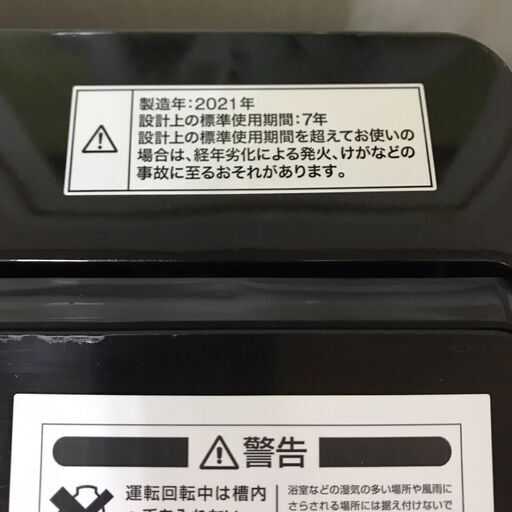 製造年:2021年
設計上の標準使用期間:7年
設計上の標準使用期間を超えてお使いの
場合は、経年劣化による発火、けがなどの
事故に至るおそれがあります。
警告
運転回転中は槽内
浴室などの湿気の多い場所や風雨に
さらされる場所には据え付けないで